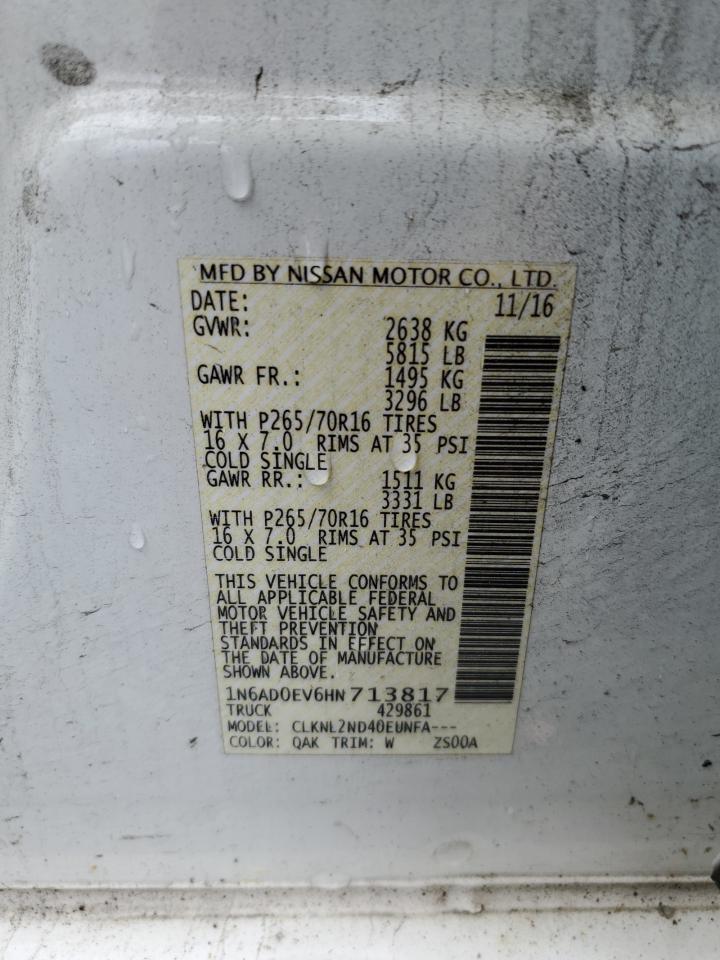 MFD BY NISSAN MOTOR CO., LTD.
DATE: 11/16
GVWR: 2638 KG
5815 LB
GAWR FR.: 1495 KG
3296 LB
WITH P265/70R16 TIRES
16 X 7.0 RIMS AT 35 PSI
COLD SINGLE
GAWR RR.: 1511 KG
3331 LB
WITH P265/70R16 TIRES
16 X 7.0 RIMS AT 35 PSI
COLD SINGLE
THIS VEHICLE CONFORMS TO
ALL APPLICABLE FEDERAL
MOTOR VEHICLE SAFETY AND
THEFT PREVENTION
STANDARDS IN EFFECT ON
THE DATE OF MANUFACTURE
SHOWN ABOVE.
1N6AD0EV6HN713817
TRUCK 429861
MODEL: CLKNL2ND40EUNFA---
COLOR: QAK TRIM: W ZS00A